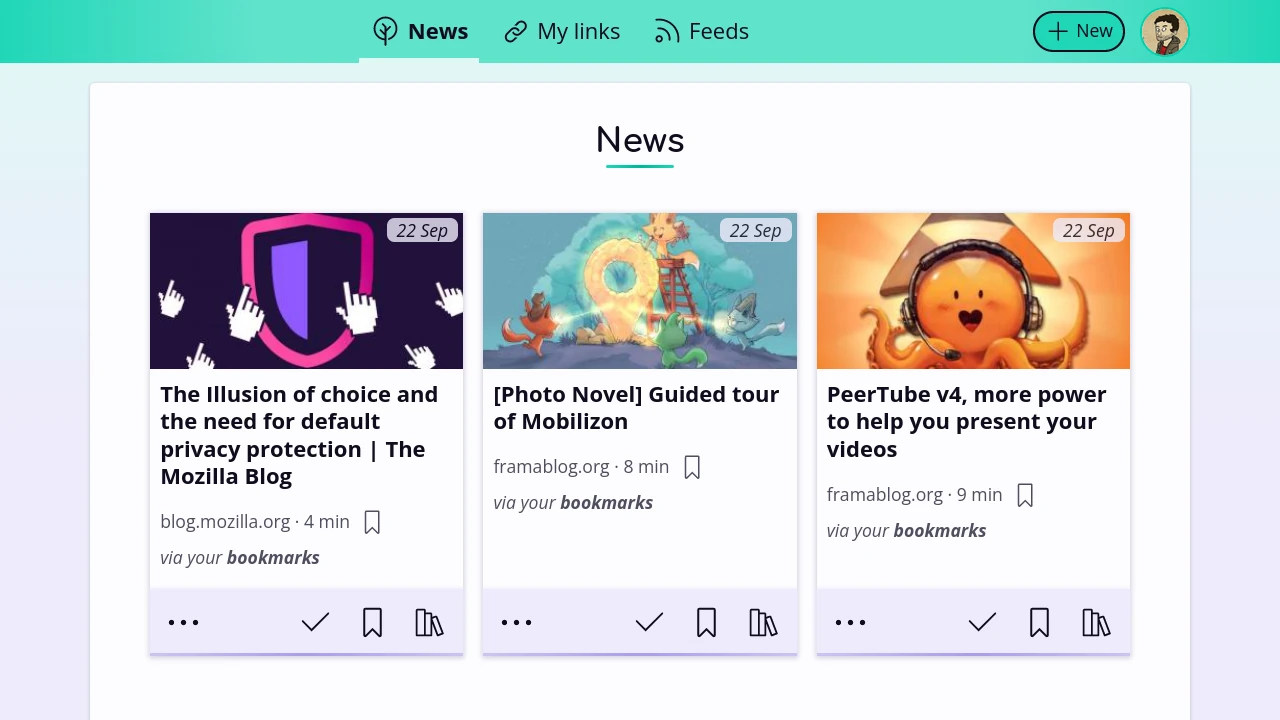 News
My links
Feeds
New
News
22 Sep
The Illusion of choice and
the need for default
privacy protection | The
Mozilla Blog
blog.mozilla.org · 4 min
via your bookmarks
22 Sep
[Photo Novel] Guided tour
of Mobilizon
framablog.org · 8 min
via your bookmarks
22 Sep
PeerTube v4, more power
to help you present your
videos
framablog.org · 9 min
via your bookmarks